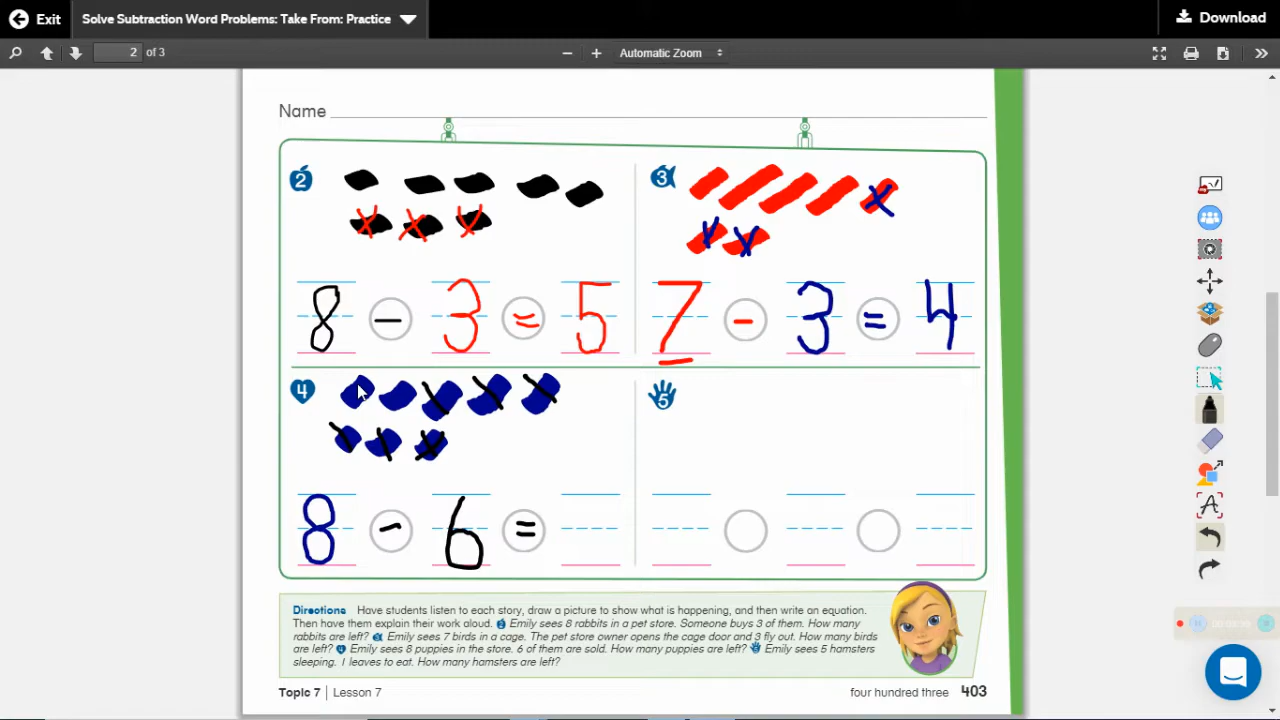 Exit
Solve Subtraction Word Problems: Take From: Practice
Download
2 of 3
Automatic Zoom
Name
2
3
8 - 3 = 5
7 - 3 = 4
4
5
8 - 6 =
Directions Have students listen to each story, draw a picture to show what is happening, and then write an equation.
Then have them explain their work aloud. 2 Emily sees 8 rabbits in a pet store. Someone buys 3 of them. How many
rabbits are left? 3 Emily sees 7 birds in a cage. The pet store owner opens the cage door and 3 fly out. How many birds
are left? 4 Emily sees 8 puppies in the store. 6 of them are sold. How many puppies are left? 5 Emily sees 5 hamsters
sleeping. 1 leaves to eat. How many hamsters are left?
Topic 7 | Lesson 7
four hundred three 403